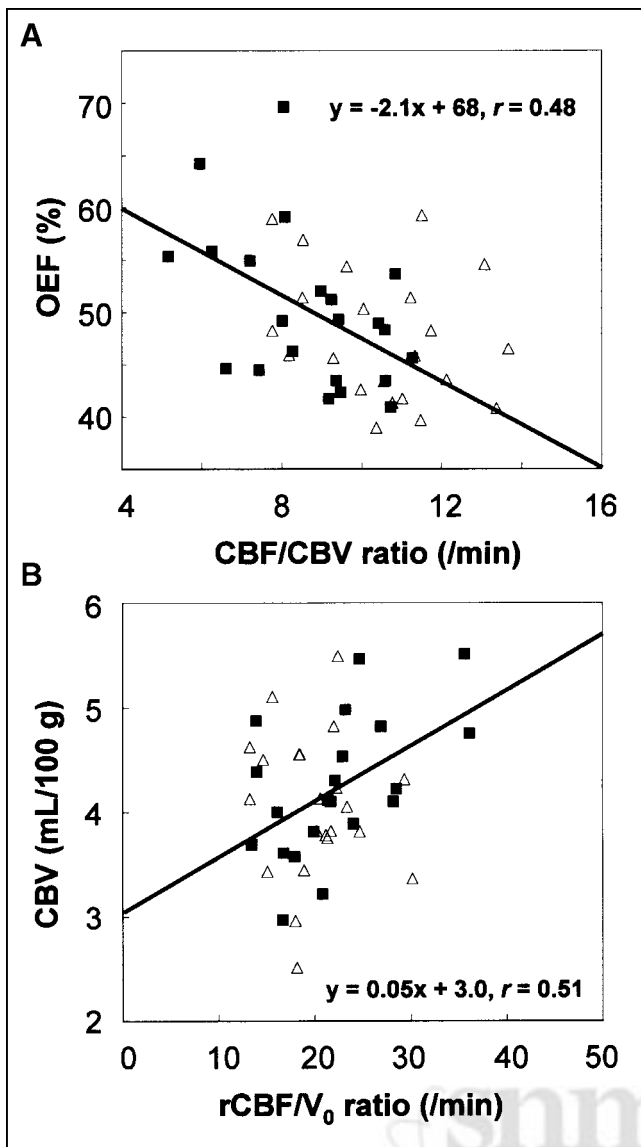 A
y = -2.1x + 68, r = 0.48
70
60
50
40
OEF (%)
4 8 12 16
CBF/CBV ratio (/min)
B
6
5
4
3
2
CBV (mL/100 g)
y = 0.05x + 3.0, r = 0.51
0 10 20 30 40 50
rCBF/V₀ ratio (/min)
snm